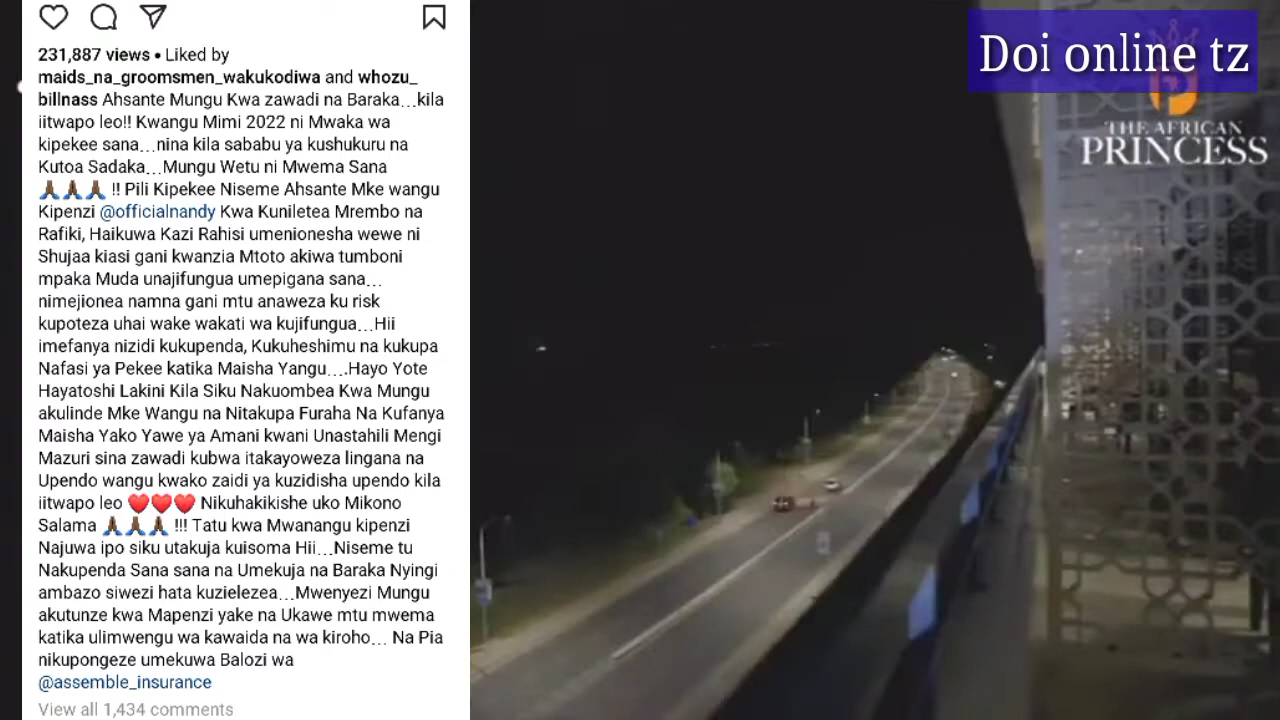 231,887 views • Liked by
maids_na_groomsmen_wakukodiwa and whozu_
billnass Ahsante Mungu Kwa zawadi na Baraka...kila
iitwapo leo!! Kwangu Mimi 2022 ni Mwaka wa
kipekee sana...nina kila sababu ya kushukuru na
Kutoa Sadaka...Mungu Wetu ni Mwema Sana
🙏🏾🙏🏾🙏🏾 !! Pili Kipekee Niseme Ahsante Mke wangu
Kipenzi @officialnandy Kwa Kuniletea Mrembo na
Rafiki, Haikuwa Kazi Rahisi umenionesha wewe ni
Shujaa kiasi gani kwanzia Mtoto akiwa tumboni
mpaka Muda unajifungua umepigana sana...
nimejionea namna gani mtu anaweza ku risk
kupoteza uhai wake wakati wa kujifungua...Hii
imefanya nizidi kukupenda, Kukuheshimu na kukupa
Nafasi ya Pekee katika Maisha Yangu....Hayo Yote
Hayatoshi Lakini Kila Siku Nakuombea Kwa Mungu
akulinde Mke Wangu na Nitakupa Furaha Na Kufanya
Maisha Yako Yawe ya Amani kwani Unastahili Mengi
Mazuri sina zawadi kubwa itakayoweza lingana na
Upendo wangu kwako zaidi ya kuzidisha upendo kila
iitwapo leo ❤️❤️❤️ Nikuhakikishe uko Mikono
Salama 🙏🏾🙏🏾🙏🏾 !!! Tatu kwa Mwanangu kipenzi
Najuwa ipo siku utakuja kuisoma Hii...Niseme tu
Nakupenda Sana sana na Umekuja na Baraka Nyingi
ambazo siwezi hata kuzielezea...Mwenyezi Mungu
akutunze kwa Mapenzi yake na Ukawe mtu mwema
katika ulimwengu wa kawaida na wa kiroho... Na Pia
nikupongeze umekuwa Balozi wa
@assemble_insurance
View all 1,434 comments
Doi online tz
THE AFRICAN
PRINCESS